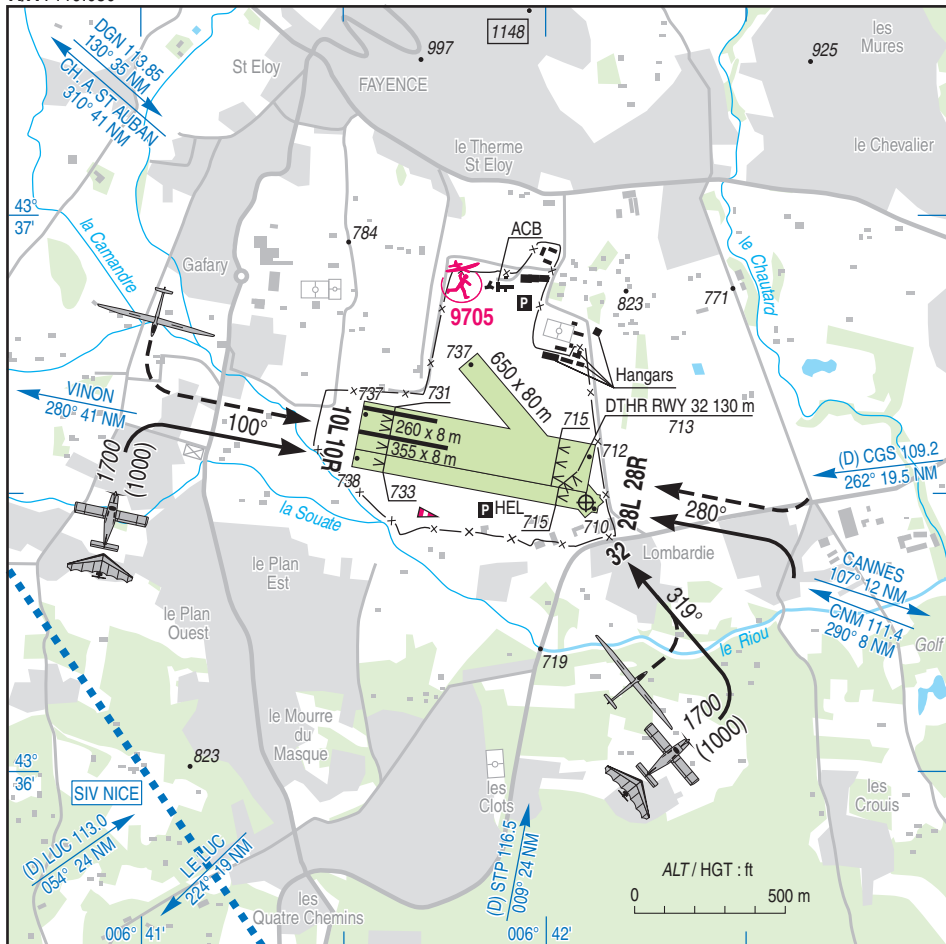 DGN 113.85
130° 35 NM
CH. A. ST AUBAN
310° 41 NM
St Eloy
997
1148
FAYENCE
les
Mures
925
le Therme
St Eloy
le Chevalier
43°
37'
la Camandre
784
Gafary
ACB
le Chautard
9705
P
823
771
VINON
280° 41 NM
737
650 x 80 m
Hangars
DTHR RWY 32 130 m
713
737
731
715
100°
10L 10R
260 x 8 m
355 x 8 m
712
1700
(1000)
738
733
P HEL
715
710
28L 28R
280°
(D) CGS 109.2
262° 19.5 NM
la Souate
32
Lombardie
le Plan
Est
319°
CANNES
107° 12 NM
CNM 111.4
290° 8 NM
le Plan
Ouest
le Riou
Golf
719
1700
(1000)
le Mourre
du
Masque
823
43°
36'
SIV NICE
les
Clots
les
Crouis
(D) LUC 113.0
054° 24 NM
LE LUC
224° 19 NM
(D) STP 116.5
009° 24 NM
ALT / HGT : ft
0 500 m
les
Quatre Chemins
006° 41'
006° 42'